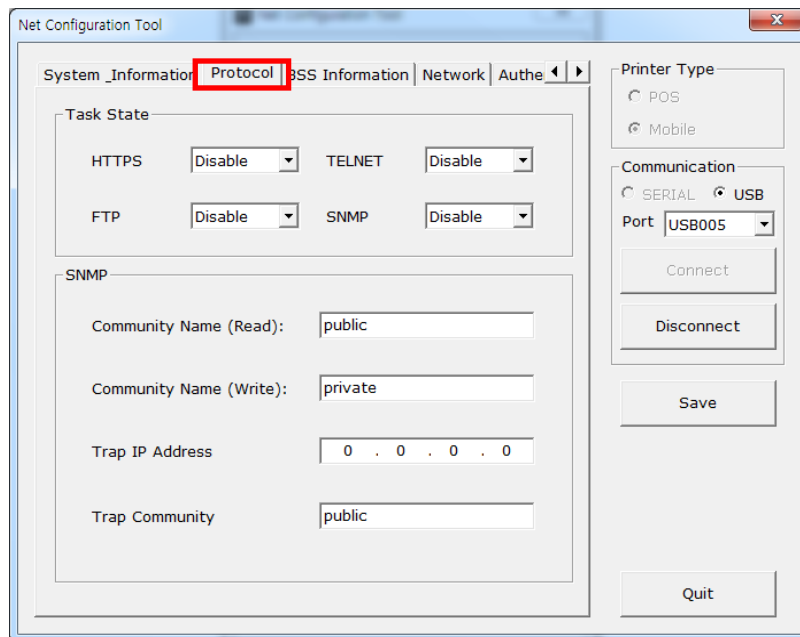 Net Configuration Tool
System _Information Protocol BSS Information Network Authe
Task State
HTTPS Disable TELNET Disable
FTP Disable SNMP Disable
SNMP
Community Name (Read): public
Community Name (Write): private
Trap IP Address 0 . 0 . 0 . 0
Trap Community public
Printer Type
POS
Mobile
Communication
SERIAL USB
Port USB005
Connect
Disconnect
Save
Quit